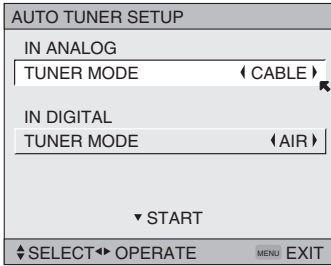 AUTO TUNER SETUP
IN ANALOG
TUNER MODE CABLE
IN DIGITAL
TUNER MODE AIR
START
SELECT OPERATE MENU EXIT